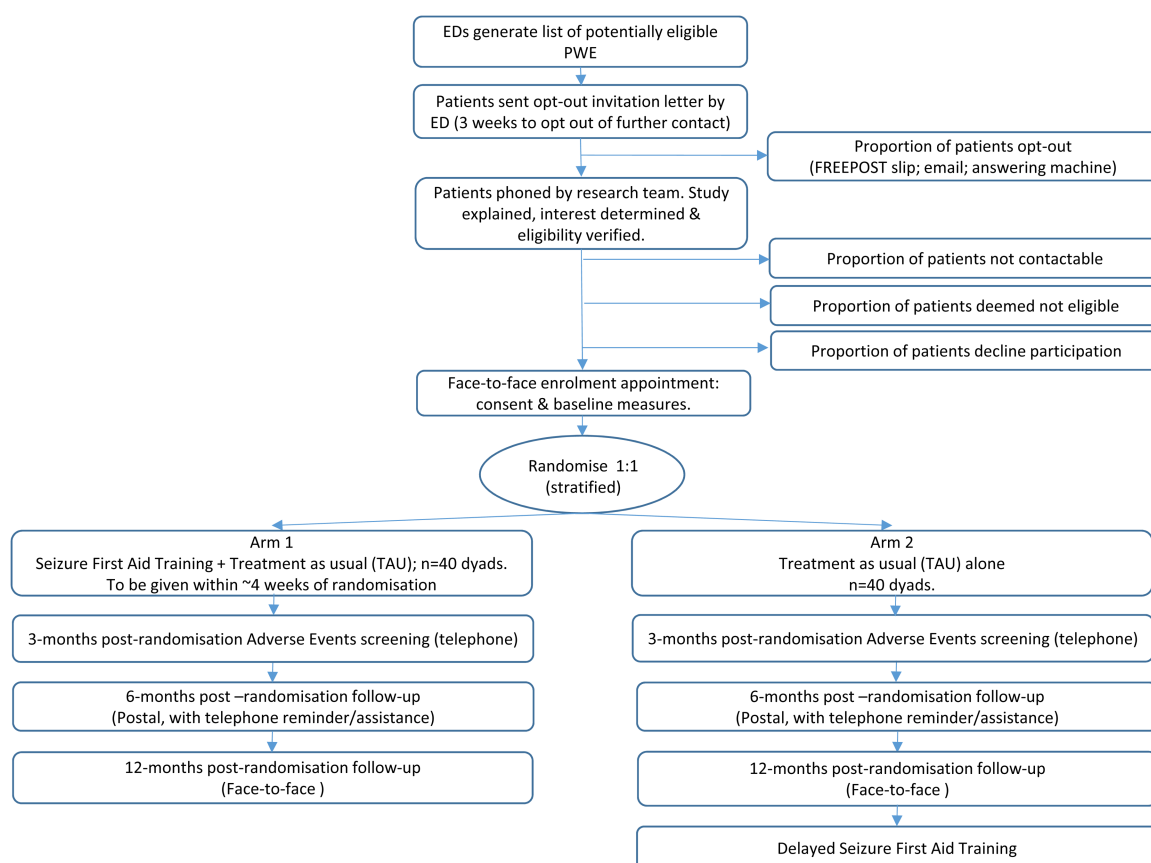 EDs generate list of potentially eligible
PWE
Patients sent opt-out invitation letter by
ED (3 weeks to opt out of further contact)
Proportion of patients opt-out
(FREEPOST slip; email; answering machine)
Patients phoned by research team. Study
explained, interest determined &
eligibility verified.
Proportion of patients not contactable
Proportion of patients deemed not eligible
Proportion of patients decline participation
Face-to-face enrolment appointment:
consent & baseline measures.
Randomise 1:1
(stratified)
Arm 1
Seizure First Aid Training + Treatment as usual (TAU); n=40 dyads.
To be given within ~4 weeks of randomisation
3-months post-randomisation Adverse Events screening (telephone)
6-months post –randomisation follow-up
(Postal, with telephone reminder/assistance)
12-months post-randomisation follow-up
(Face-to-face )
Arm 2
Treatment as usual (TAU) alone
n=40 dyads.
3-months post-randomisation Adverse Events screening (telephone)
6-months post –randomisation follow-up
(Postal, with telephone reminder/assistance)
12-months post-randomisation follow-up
(Face-to-face )
Delayed Seizure First Aid Training